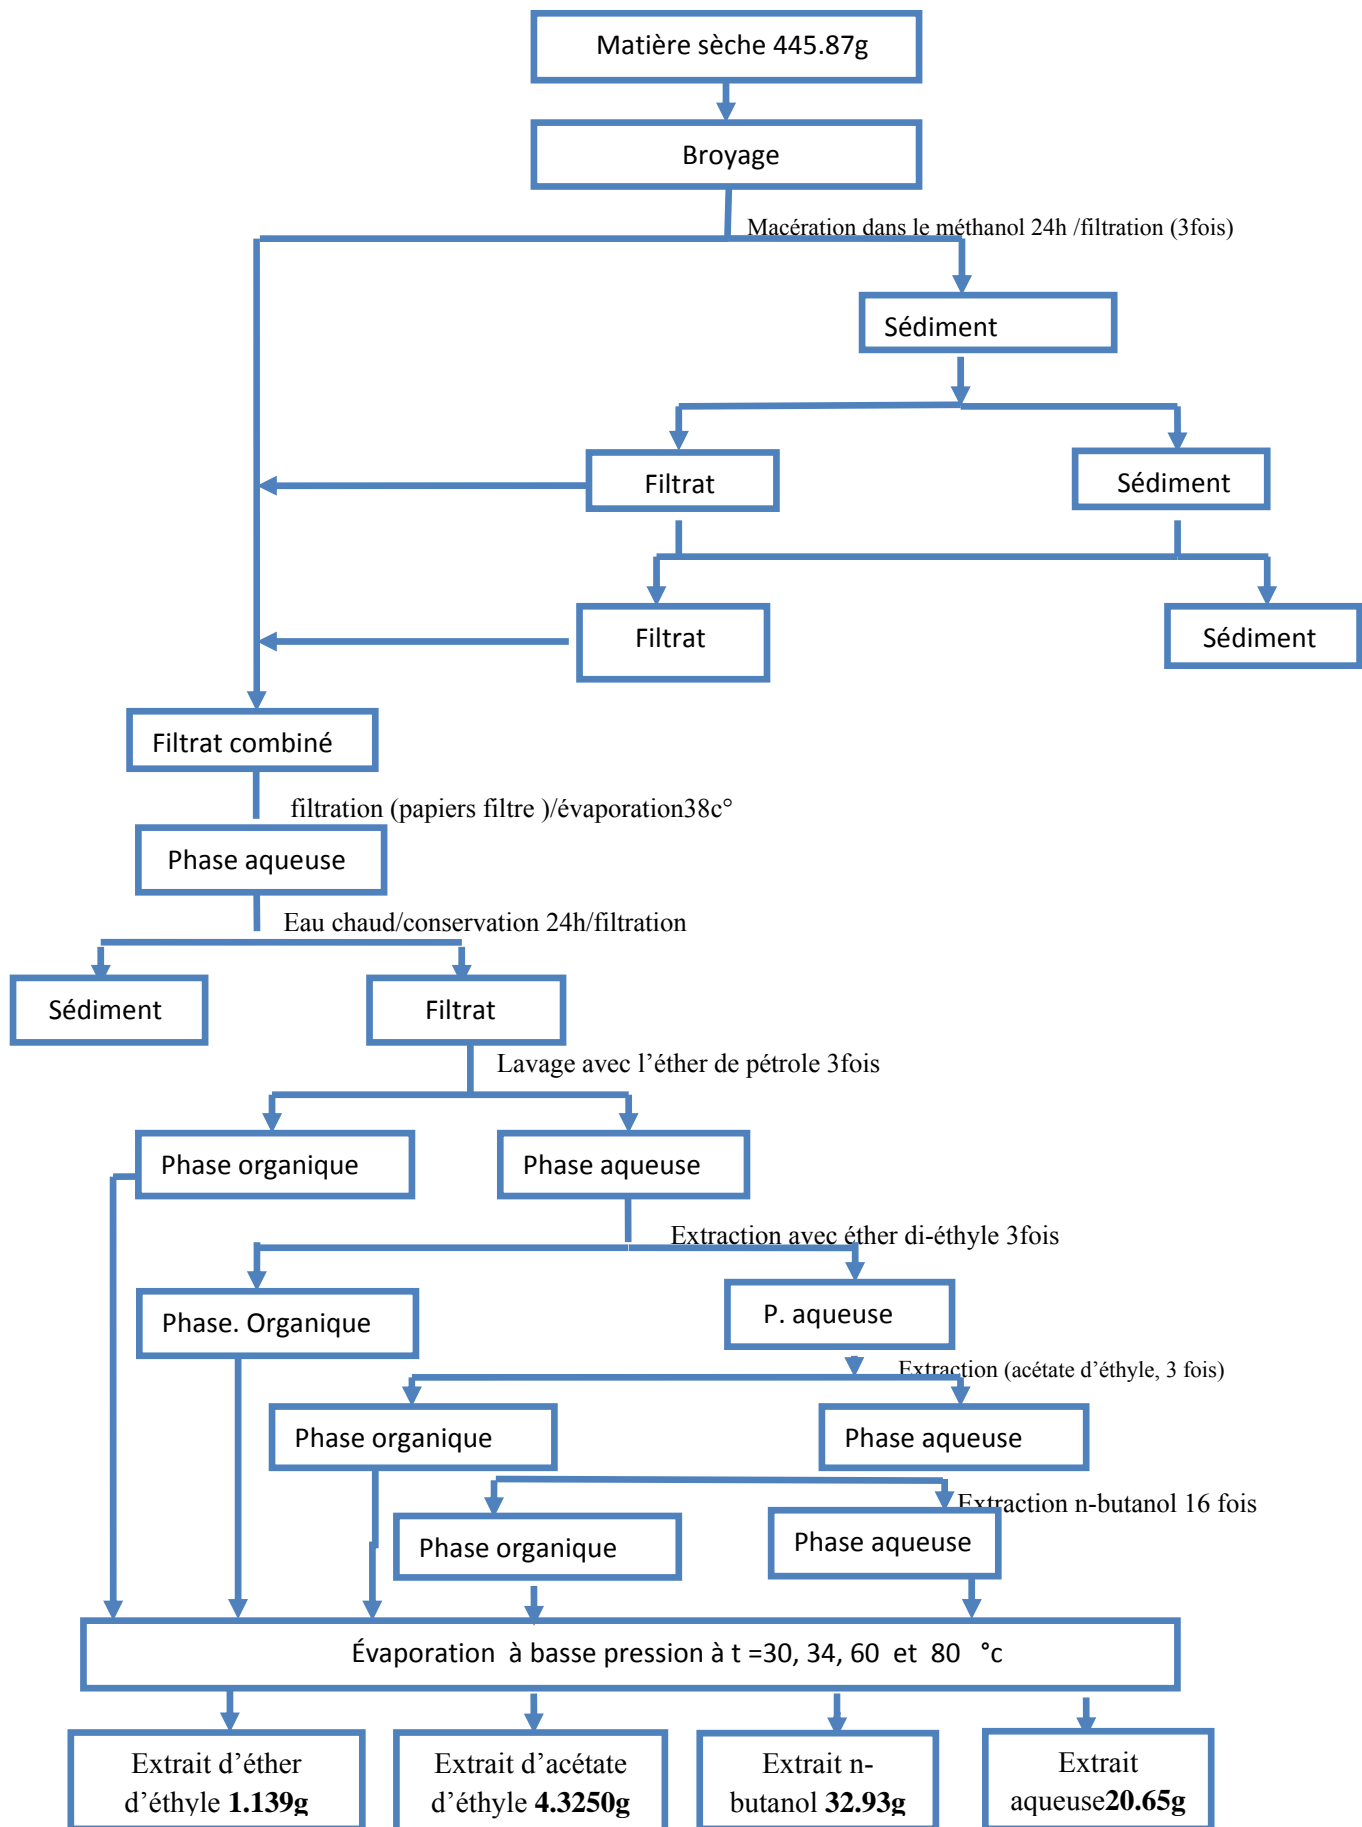 Matière sèche 445.87g
Broyage
Macération dans le méthanol 24h /filtration (3fois)
Sédiment
Filtrat
Sédiment
Filtrat
Sédiment
Filtrat combiné
filtration (papiers filtre )/évaporation38c°
Phase aqueuse
Eau chaud/conservation 24h/filtration
Sédiment
Filtrat
Lavage avec l’éther de pétrole 3fois
Phase organique
Phase aqueuse
Extraction avec éther di-éthyle 3fois
Phase. Organique
P. aqueuse
Extraction (acétate d’éthyle, 3 fois)
Phase organique
Phase aqueuse
Extraction n-butanol 16 fois
Phase organique
Phase aqueuse
Évaporation à basse pression à t =30, 34, 60 et 80 °c
Extrait d’éther
d’éthyle 1.139g
Extrait d’acétate
d’éthyle 4.3250g
Extrait n-
butanol 32.93g
Extrait
aqueuse20.65g